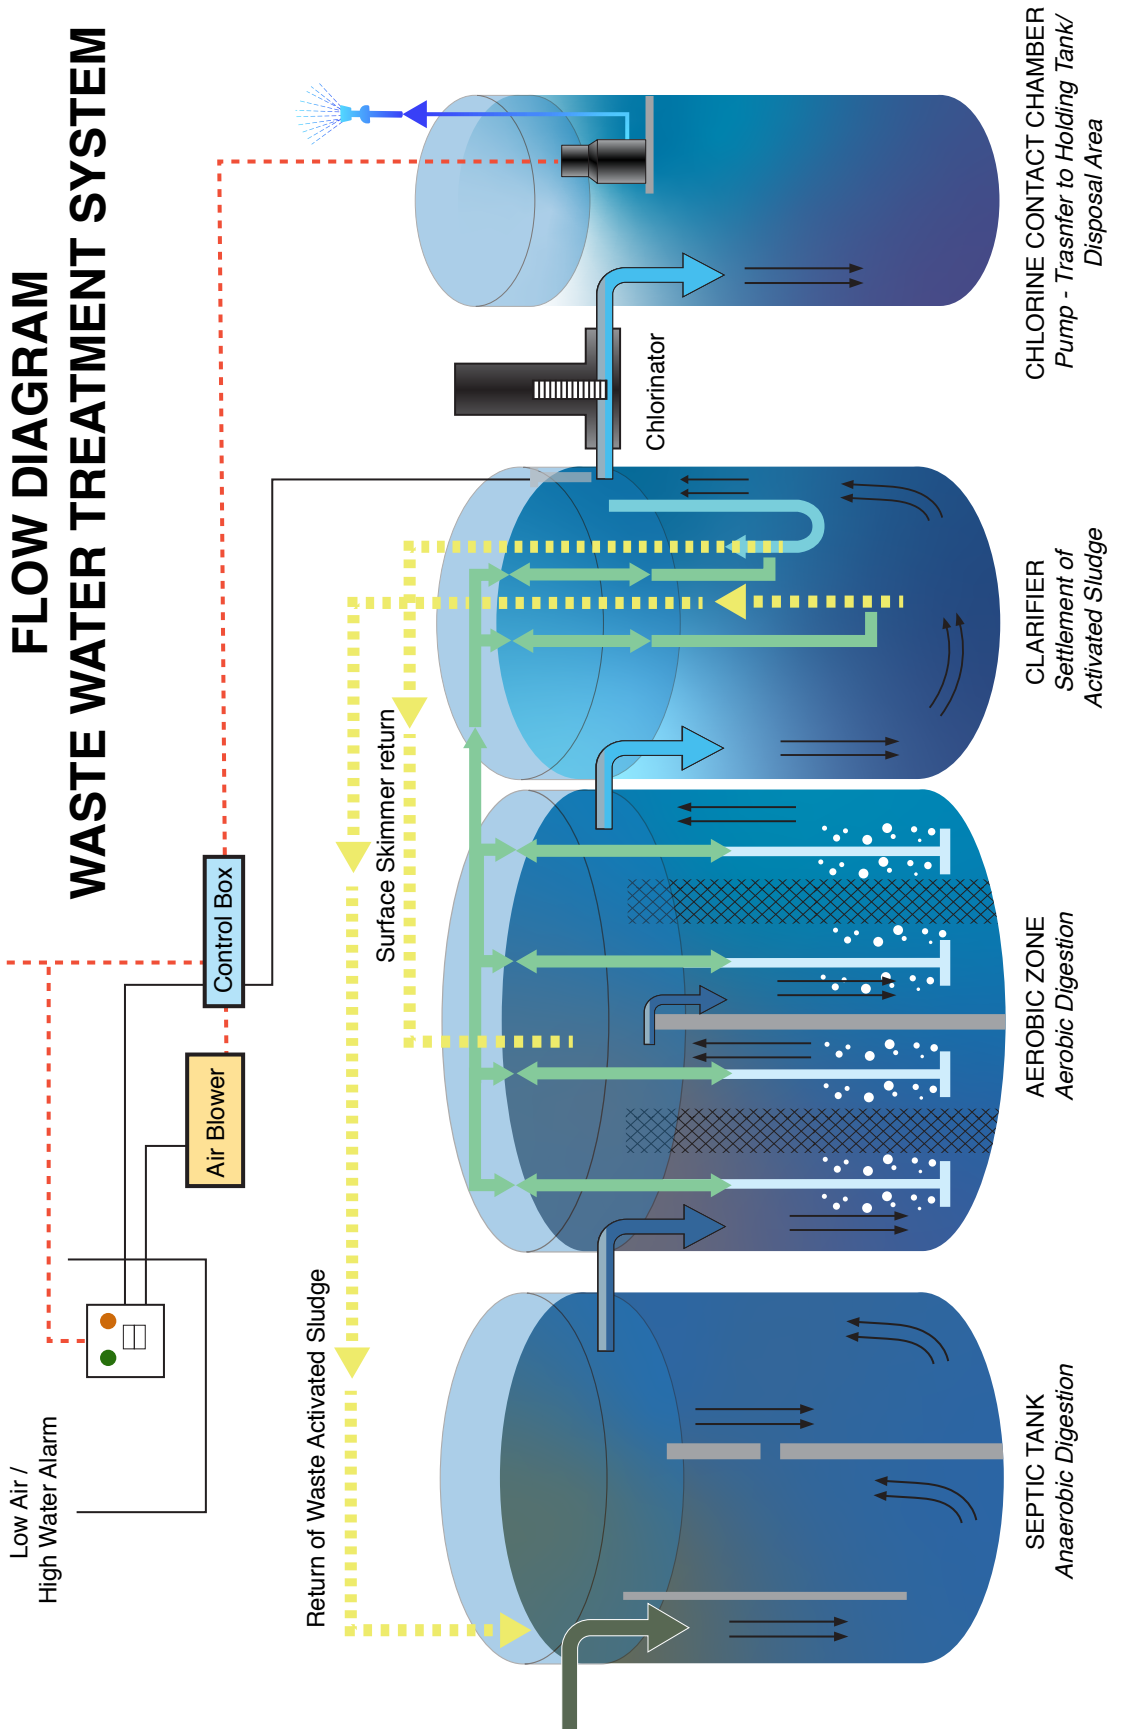 FLOW DIAGRAM
WASTE WATER TREATMENT SYSTEM
Low Air /
High Water Alarm
Air Blower
Control Box
Return of Waste Activated Sludge
Surface Skimmer return
Chlorinator
SEPTIC TANK
Anaerobic Digestion
AEROBIC ZONE
Aerobic Digestion
CLARIFIER
Settlement of
Activated Sludge
CHLORINE CONTACT CHAMBER
Pump - Trasnfer to Holding Tank/
Disposal Area